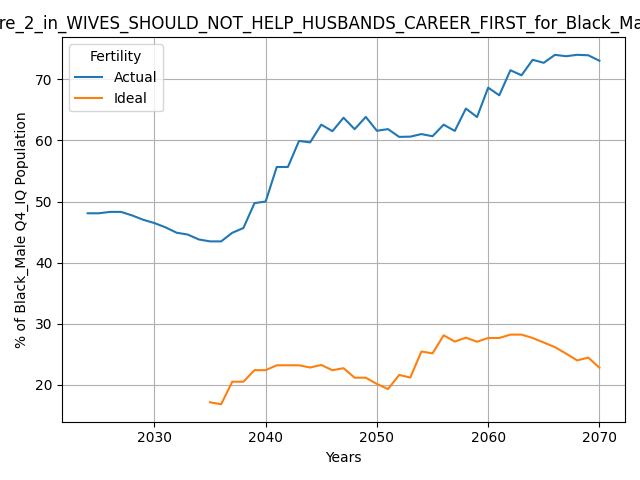 re_2_in_WIVES_SHOULD_NOT_HELP_HUSBANDS_CAREER_FIRST_for_Black_Ma
Fertility
Actual
Ideal
% of Black_Male Q4_IQ Population
70
60
50
40
30
20
2030
2040
2050
2060
2070
Years